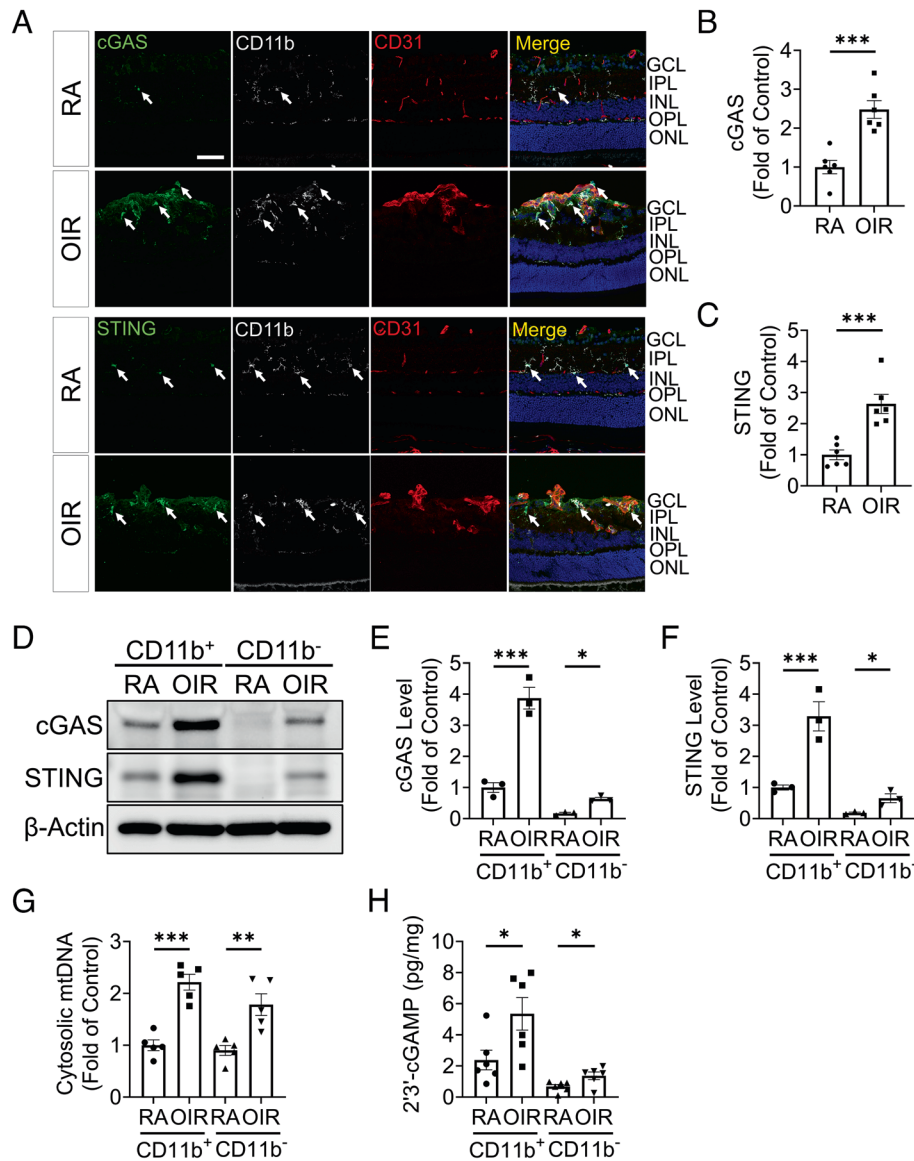 A
cGAS CD11b CD31 Merge
RA
GCL
IPL
INL
OPL
ONL
OIR
GCL
IPL
INL
OPL
ONL
STING CD11b CD31 Merge
RA
GCL
IPL
INL
OPL
ONL
OIR
GCL
IPL
INL
OPL
ONL
B
cGAS
(Fold of Control)
4
3
2
1
0
***
RA OIR
C
STING
(Fold of Control)
5
4
3
2
1
0
***
RA OIR
D
CD11b⁺ CD11b⁻
RA OIR RA OIR
cGAS
STING
β-Actin
E
cGAS Level
(Fold of Control)
5
4
3
2
1
0
*** *
RA OIR RA OIR
CD11b⁺ CD11b⁻
F
STING Level
(Fold of Control)
5
4
3
2
1
0
*** *
RA OIR RA OIR
CD11b⁺ CD11b⁻
G
Cytosolic mtDNA
(Fold of Control)
3
2
1
0
*** **
RA OIR RA OIR
CD11b⁺ CD11b⁻
H
2'3'-cGAMP (pg/mg)
10
8
6
4
2
0
* *
RA OIR RA OIR
CD11b⁺ CD11b⁻